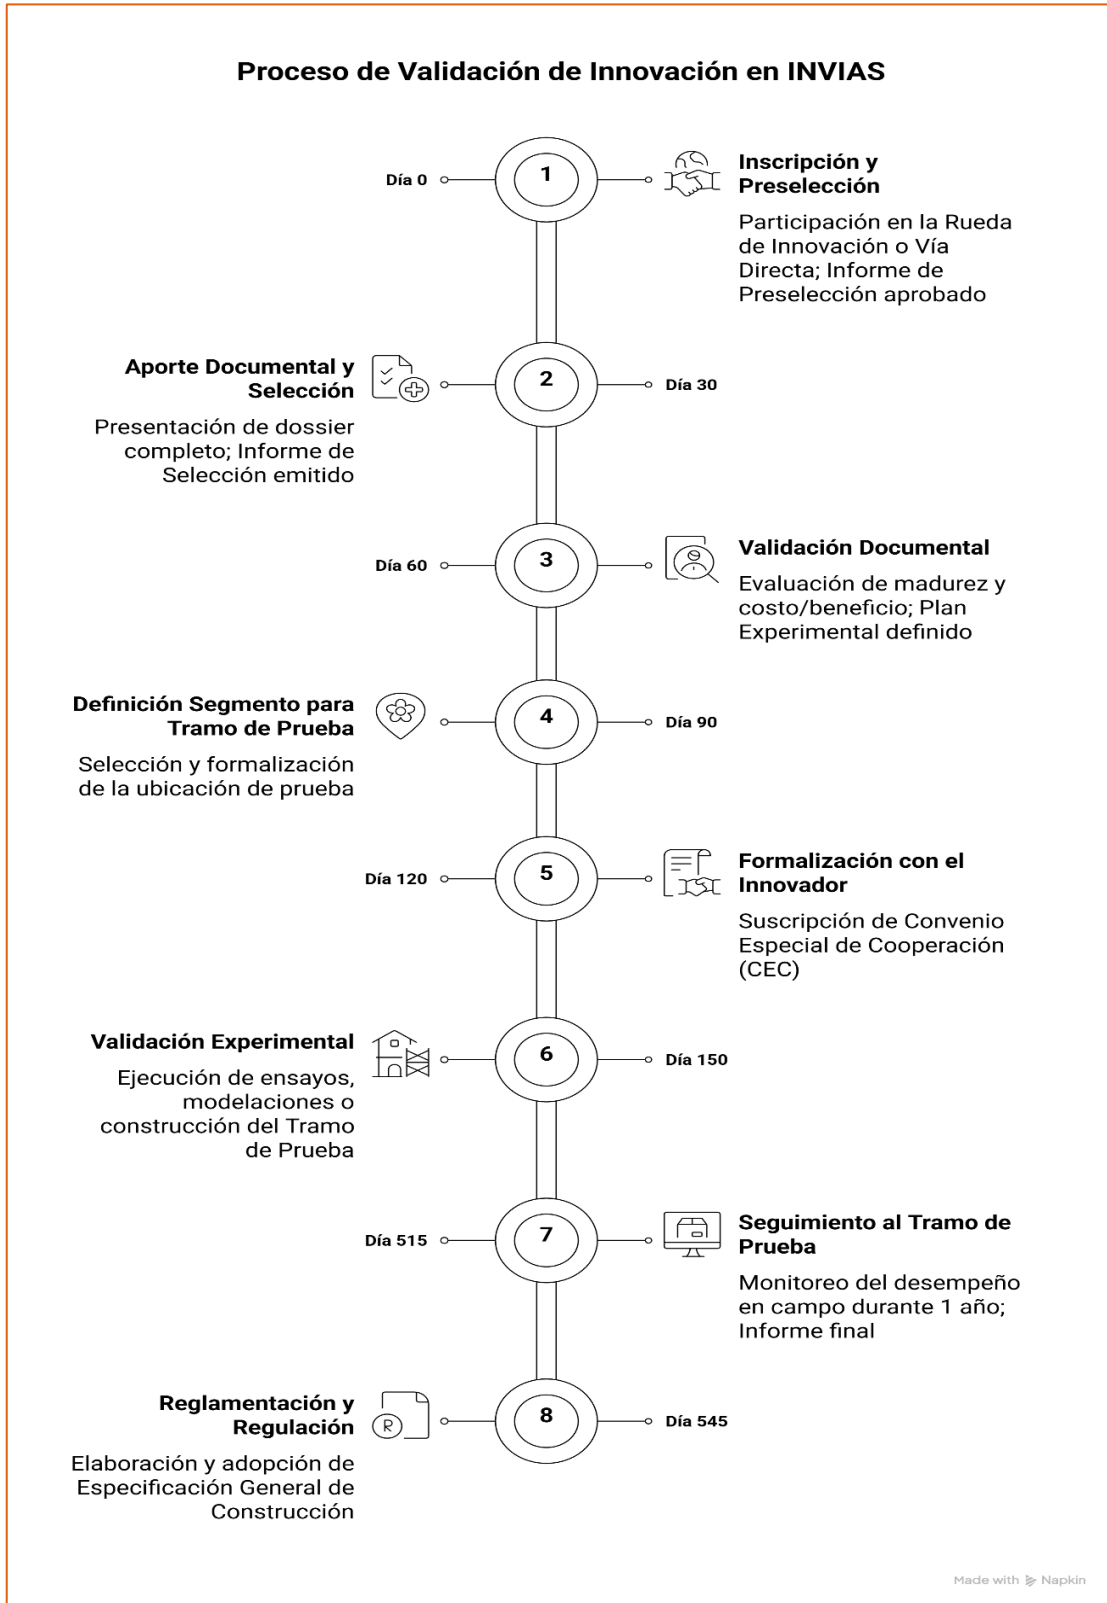 Proceso de Validación de Innovación en INVIAS
Día 0
1
Inscripción y
Preselección
Participación en la Rueda
de Innovación o Vía
Directa; Informe de
Preselección aprobado
Aporte Documental y
Selección
Presentación de dossier
completo; Informe de
Selección emitido
2
Día 30
Día 60
3
Validación Documental
Evaluación de madurez y
costo/beneficio; Plan
Experimental definido
Definición Segmento para
Tramo de Prueba
Selección y formalización
de la ubicación de prueba
4
Día 90
Día 120
5
Formalización con el
Innovador
Suscripción de Convenio
Especial de Cooperación
(CEC)
Validación Experimental
Ejecución de ensayos,
modelaciones o
construcción del Tramo
de Prueba
6
Día 150
Día 515
7
Seguimiento al Tramo de
Prueba
Monitoreo del desempeño
en campo durante 1 año;
Informe final
Reglamentación y
Regulación
Elaboración y adopción de
Especificación General de
Construcción
R
8
Día 545
Made with Napkin